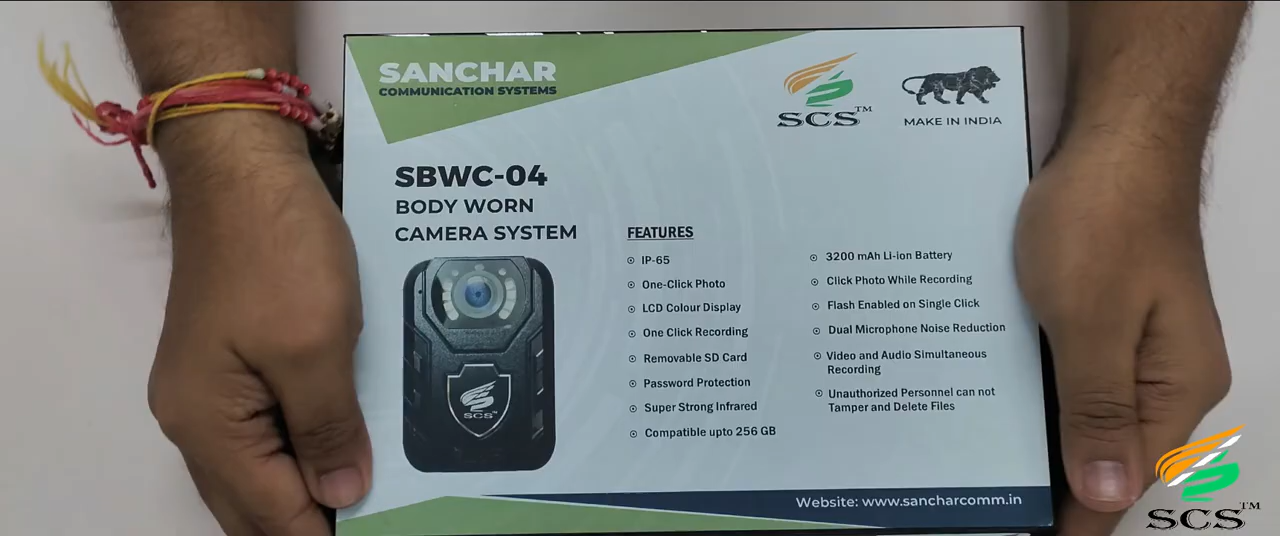 SANCHAR
COMMUNICATION SYSTEMS
SCS™
MAKE IN INDIA
SBWC-04
BODY WORN
CAMERA SYSTEM
SCS™
FEATURES
IP-65
One-Click Photo
LCD Colour Display
One Click Recording
Removable SD Card
Password Protection
Super Strong Infrared
Compatible upto 256 GB
3200 mAh Li-ion Battery
Click Photo While Recording
Flash Enabled on Single Click
Dual Microphone Noise Reduction
Video and Audio Simultaneous
Recording
Unauthorized Personnel can not
Tamper and Delete Files
Website: www.sancharcomm.in
SCS™